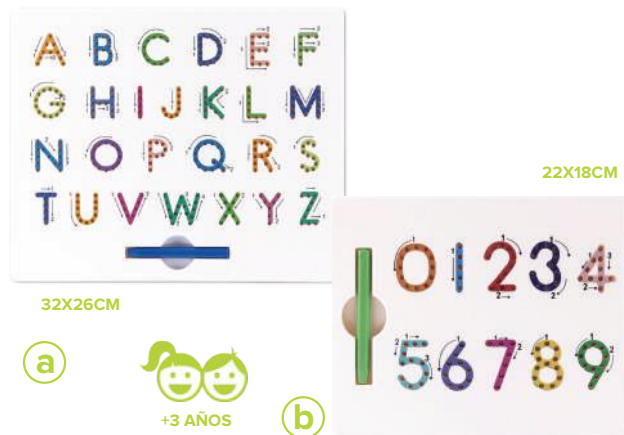 A B C D E F
G H I J K L M
N O P Q R S
T U V W X Y Z
32X26CM
a
+3 AÑOS
22X18CM
0 1 2 3 4
5 6 7 8 9
b